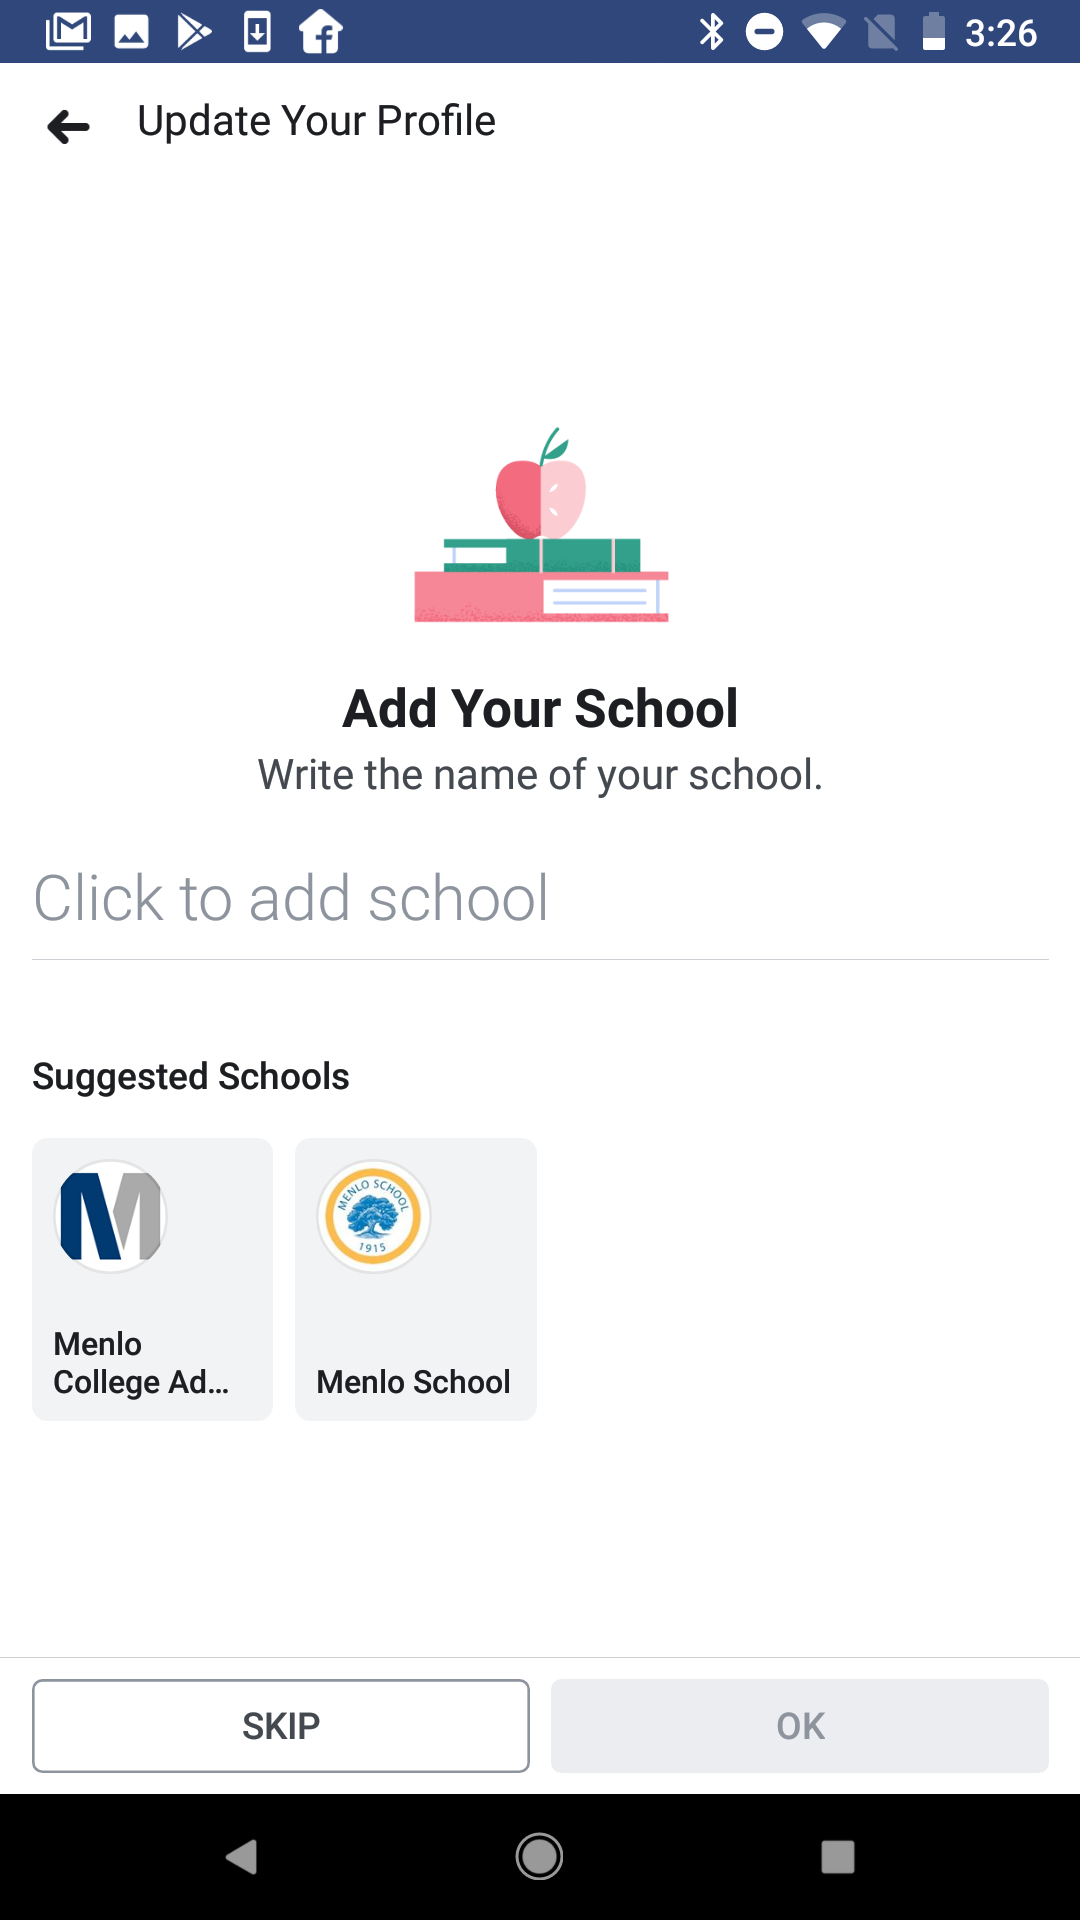 3:26
Update Your Profile
Add Your School
Write the name of your school.
Click to add school
Suggested Schools
MENLO SCHOOL
1915
Menlo
College Ad...
Menlo School
SKIP
OK